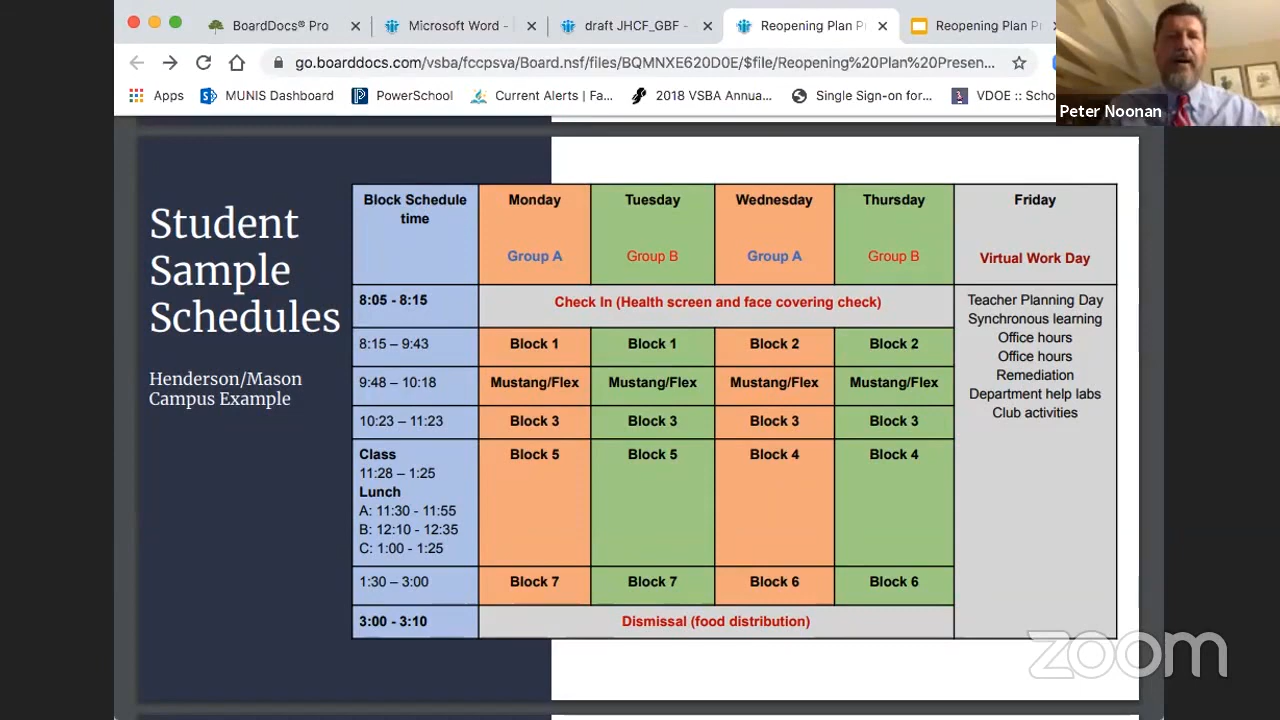 BoardDocs® Pro
Microsoft Word -
draft JHCF_GBF -
Reopening Plan P
Reopening Plan P
go.boarddocs.com/vsba/fccpsva/Board.nsf/files/BQMNXE620D0E/$file/Reopening%20Plan%20Presen...
Apps
MUNIS Dashboard
PowerSchool
Current Alerts | Fa...
2018 VSBA Annua...
Single Sign-on for...
VDOE :: Scho
Peter Noonan
Student
Sample
Schedules
Henderson/Mason
Campus Example
Block Schedule
time
Monday
Group A
Tuesday
Group B
Wednesday
Group A
Thursday
Group B
Friday
Virtual Work Day
8:05 - 8:15
Check In (Health screen and face covering check)
Teacher Planning Day
Synchronous learning
Office hours
Office hours
Remediation
Department help labs
Club activities
8:15 – 9:43
Block 1
Block 1
Block 2
Block 2
9:48 – 10:18
Mustang/Flex
Mustang/Flex
Mustang/Flex
Mustang/Flex
10:23 – 11:23
Block 3
Block 3
Block 3
Block 3
Class
11:28 – 1:25
Lunch
A: 11:30 - 11:55
B: 12:10 - 12:35
C: 1:00 - 1:25
Block 5
Block 5
Block 4
Block 4
1:30 – 3:00
Block 7
Block 7
Block 6
Block 6
3:00 - 3:10
Dismissal (food distribution)
zoom